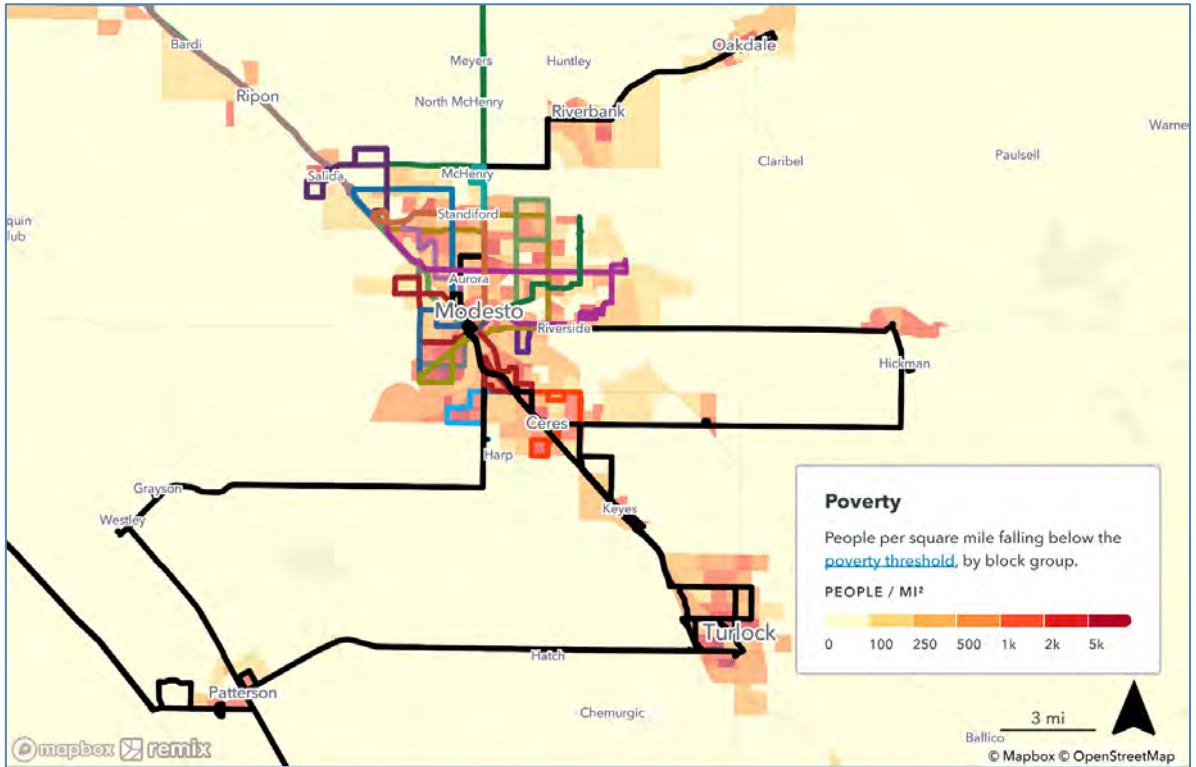 Bardi
Ripon
Meyers
Huntley
Oakdale
North McHenry
Riverbank
Warne
Claribel
Paulsell
Salida
McHenry
Standiford
quin
lub
Aurora
Modesto
Riverside
Hickman
Ceres
Harp
Grayson
Westley
Keyes
Turlock
Hatch
Patterson
Chemurgic
Poverty
People per square mile falling below the
poverty threshold, by block group.
PEOPLE / MI²
0 100 250 500 1k 2k 5k
3 mi
Ballico
mapbox remix
© Mapbox © OpenStreetMap